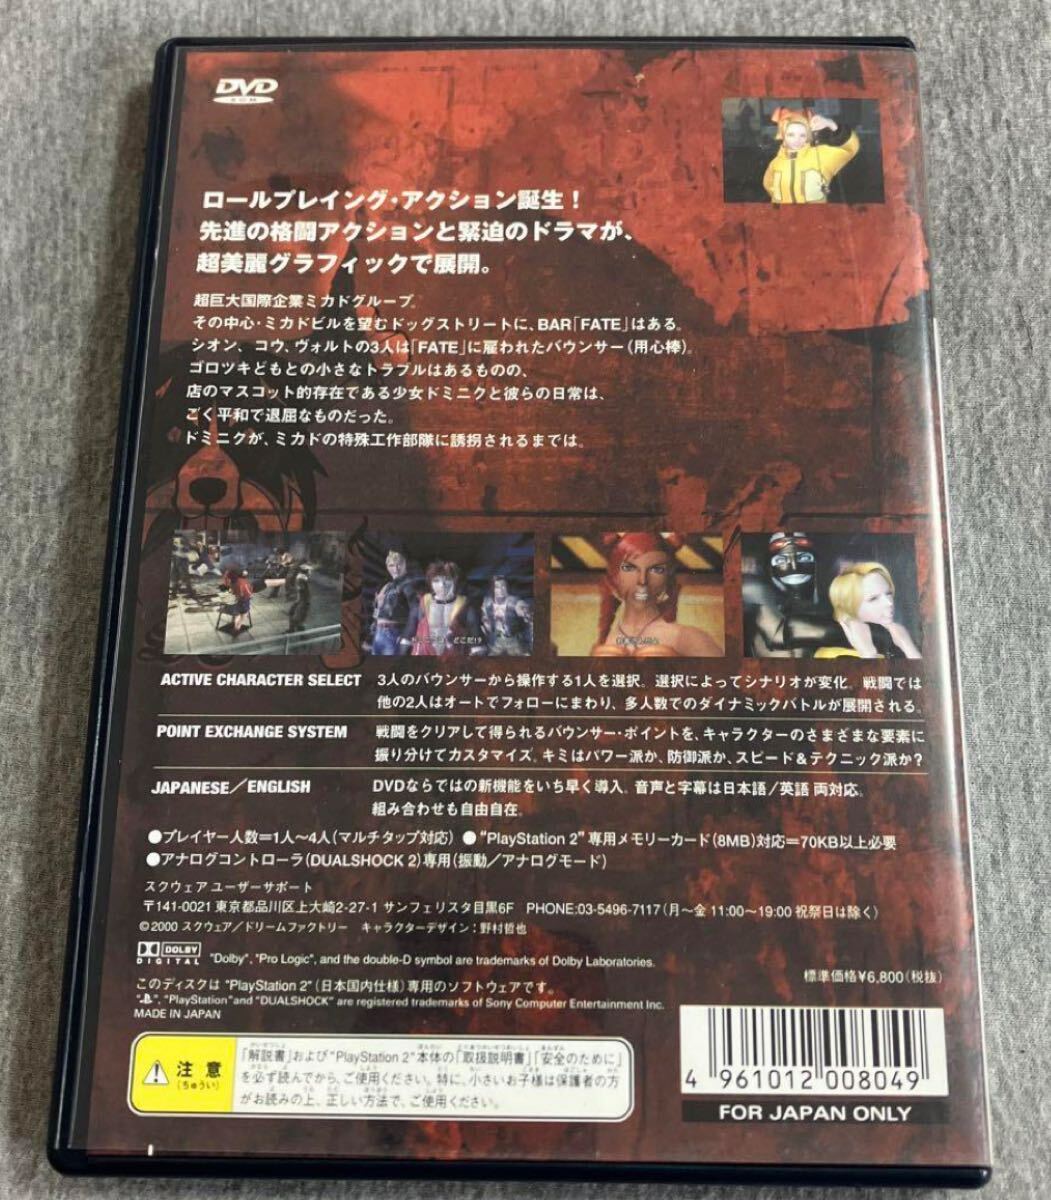 DVD
ROM
ロールプレイング・アクション誕生！
先進の格闘アクションと緊迫のドラマが、
超美麗グラフィックで展開。
超巨大国際企業ミカドグループ。
その中心・ミカドビルを望むドッグストリートに、BAR「FATE」はある。
シオン、コウ、ヴォルトの3人は「FATE」に雇われたバウンサー（用心棒）。
ゴロツキどもとの小さなトラブルはあるものの、
店のマスコット的存在である少女ドミニクと彼らの日常は、
ごく平和で退屈なものだった。
ドミニクが、ミカドの特殊工作部隊に誘拐されるまでは。
ACTIVE CHARACTER SELECT
3人のバウンサーから操作する1人を選択。選択によってシナリオが変化。戦闘では
他の2人はオートでフォローにまわり、多人数でのダイナミックバトルが展開される。
POINT EXCHANGE SYSTEM
戦闘をクリアして得られるバウンサー・ポイントを、キャラクターのさまざまな要素に
振り分けてカスタマイズ。キミはパワー派か、防御派か、スピード＆テクニック派か？
JAPANESE／ENGLISH
DVDならではの新機能をいち早く導入。音声と字幕は日本語／英語 両対応。
組み合わせも自由自在。
●プレイヤー人数＝1人〜4人（マルチタップ対応） ●“PlayStation 2”専用メモリーカード（8MB）対応＝70KB以上必要
●アナログコントローラ（DUALSHOCK 2）専用（振動／アナログモード）
スクウェア ユーザーサポート
〒141-0021 東京都品川区上大崎2-27-1 サンフェリスタ目黒6F PHONE:03-5496-7117（月〜金 11:00〜19:00 祝祭日は除く）
©2000 スクウェア／ドリームファクトリー キャラクターデザイン：野村哲也
DOLBY
DIGITAL
"Dolby", "Pro Logic", and the double-D symbol are trademarks of Dolby Laboratories.
標準価格¥6,800（税抜）
このディスクは “PlayStation 2”（日本国内仕様）専用のソフトウェアです。
", "PlayStation" and "DUALSHOCK" are registered trademarks of Sony Computer Entertainment Inc.
MADE IN JAPAN
注意
（ちゅうい）
「解説書」および“PlayStation 2”本体の「取扱説明書」「安全のために」
を必ず読んでから、ご使用ください。特に、小さいお子様は保護者の方
がお読みの上、正しい方法で、ご使用ください。
4 961012 008049
FOR JAPAN ONLY